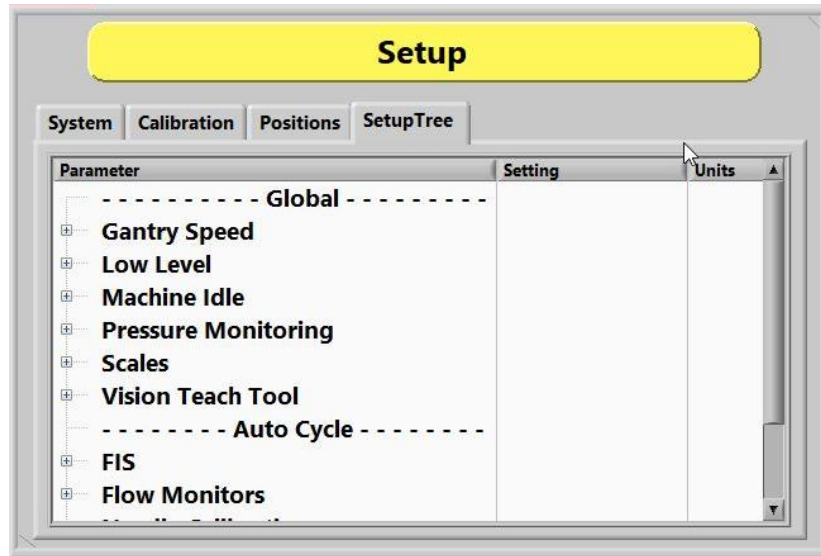 Setup
System Calibration Positions SetupTree
Parameter Setting Units
- - - - - - - - - - Global - - - - - - - - -
Gantry Speed
Low Level
Machine Idle
Pressure Monitoring
Scales
Vision Teach Tool
- - - - - - - - Auto Cycle - - - - - - - -
FIS
Flow Monitors